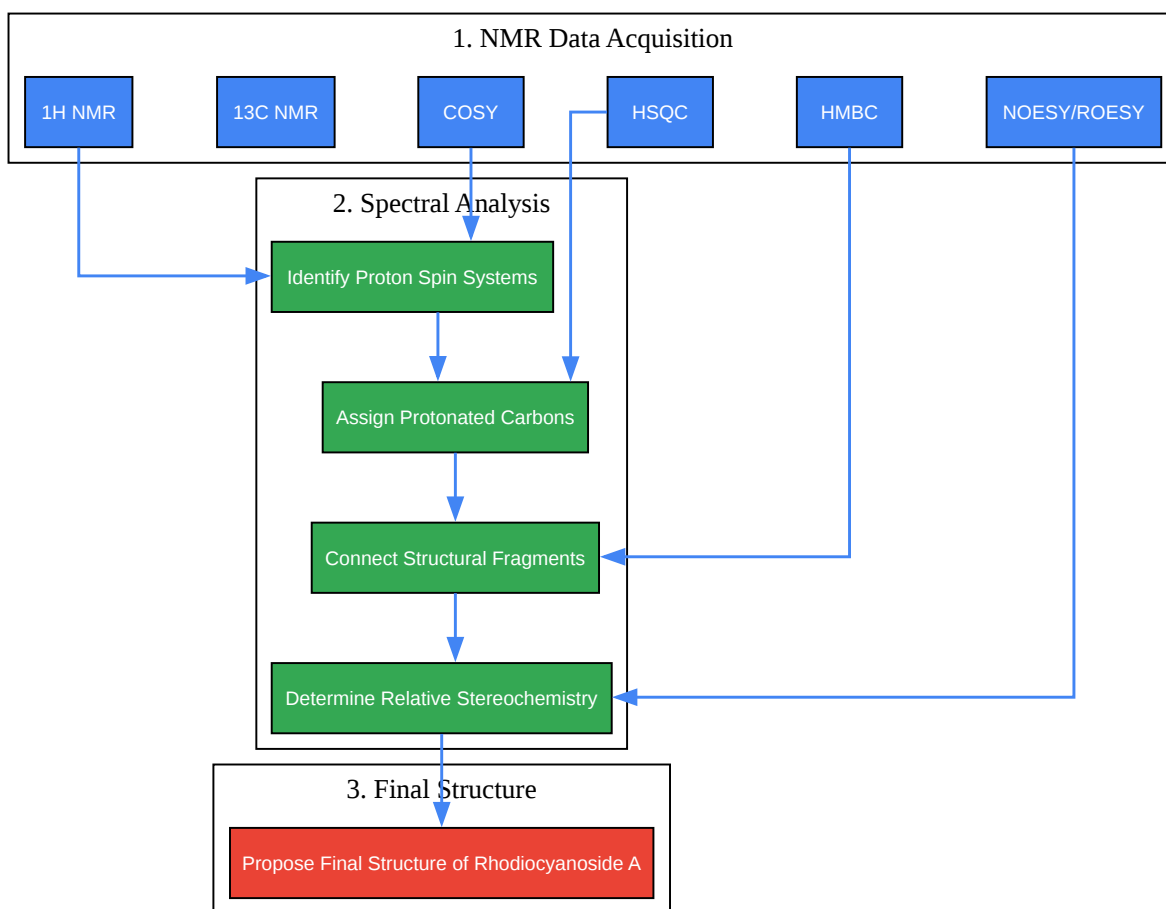 1. NMR Data Acquisition
1H NMR
13C NMR
COSY
HSQC
HMBC
NOESY/ROESY
2. Spectral Analysis
Identify Proton Spin Systems
Assign Protonated Carbons
Connect Structural Fragments
Determine Relative Stereochemistry
3. Final Structure
Propose Final Structure of Rhodiocyanoside A